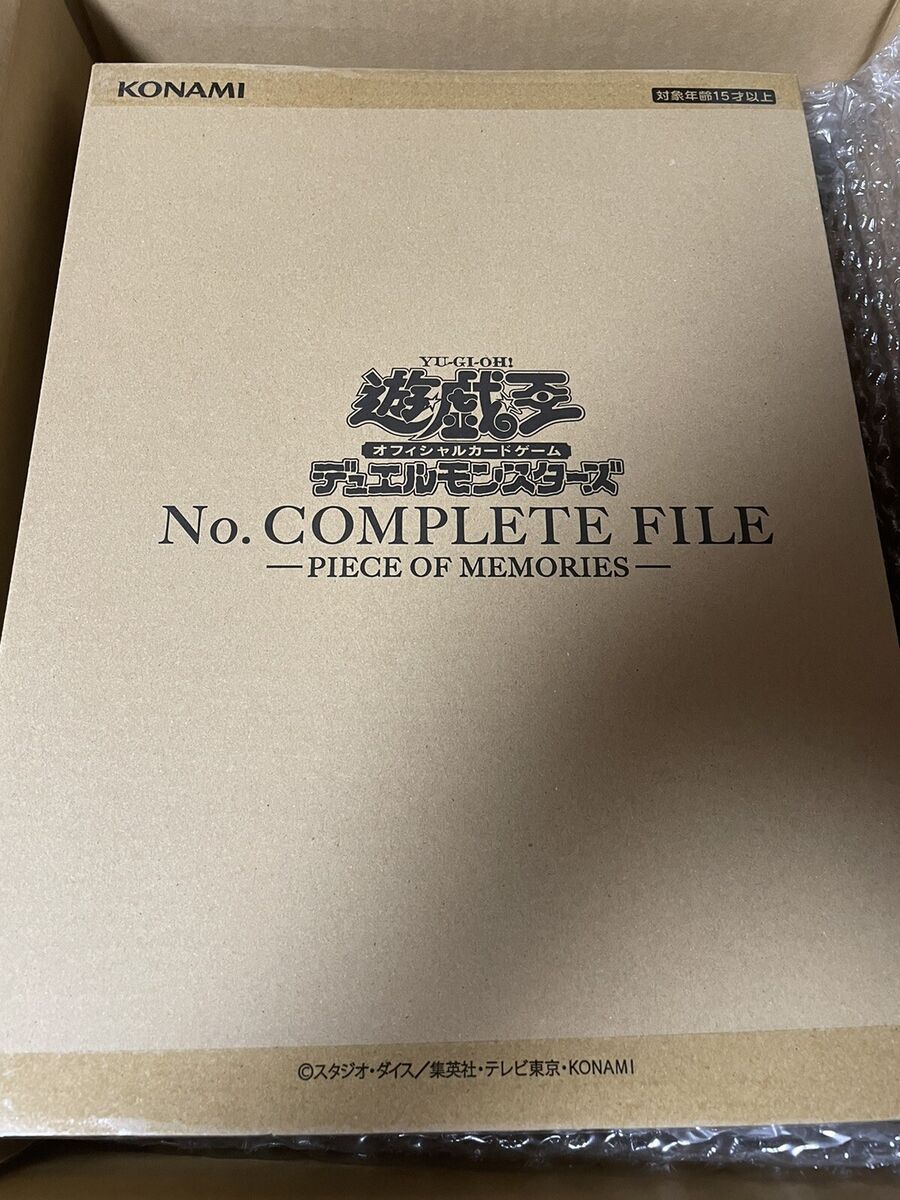 KONAMI
対象年齢15才以上
YU-GI-OH!
遊戯王
オフィシャルカードゲーム
デュエルモンスターズ
No. COMPLETE FILE
—PIECE OF MEMORIES—
©スタジオ・ダイス/集英社・テレビ東京・KONAMI